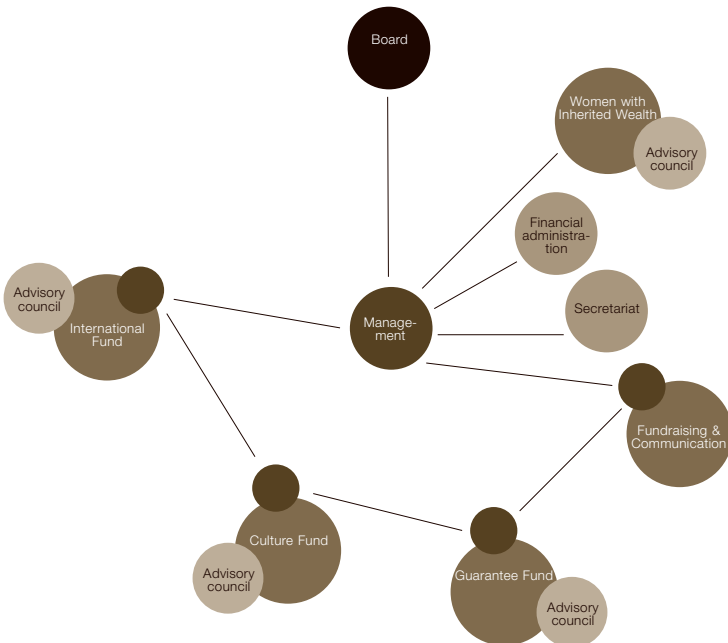 Board
Women with
Inherited Wealth
Advisory
council
Financial
administra-
tion
Advisory
council
International
Fund
Manage-
ment
Secretariat
Fundraising &
Communication
Culture Fund
Advisory
council
Guarantee Fund
Advisory
council